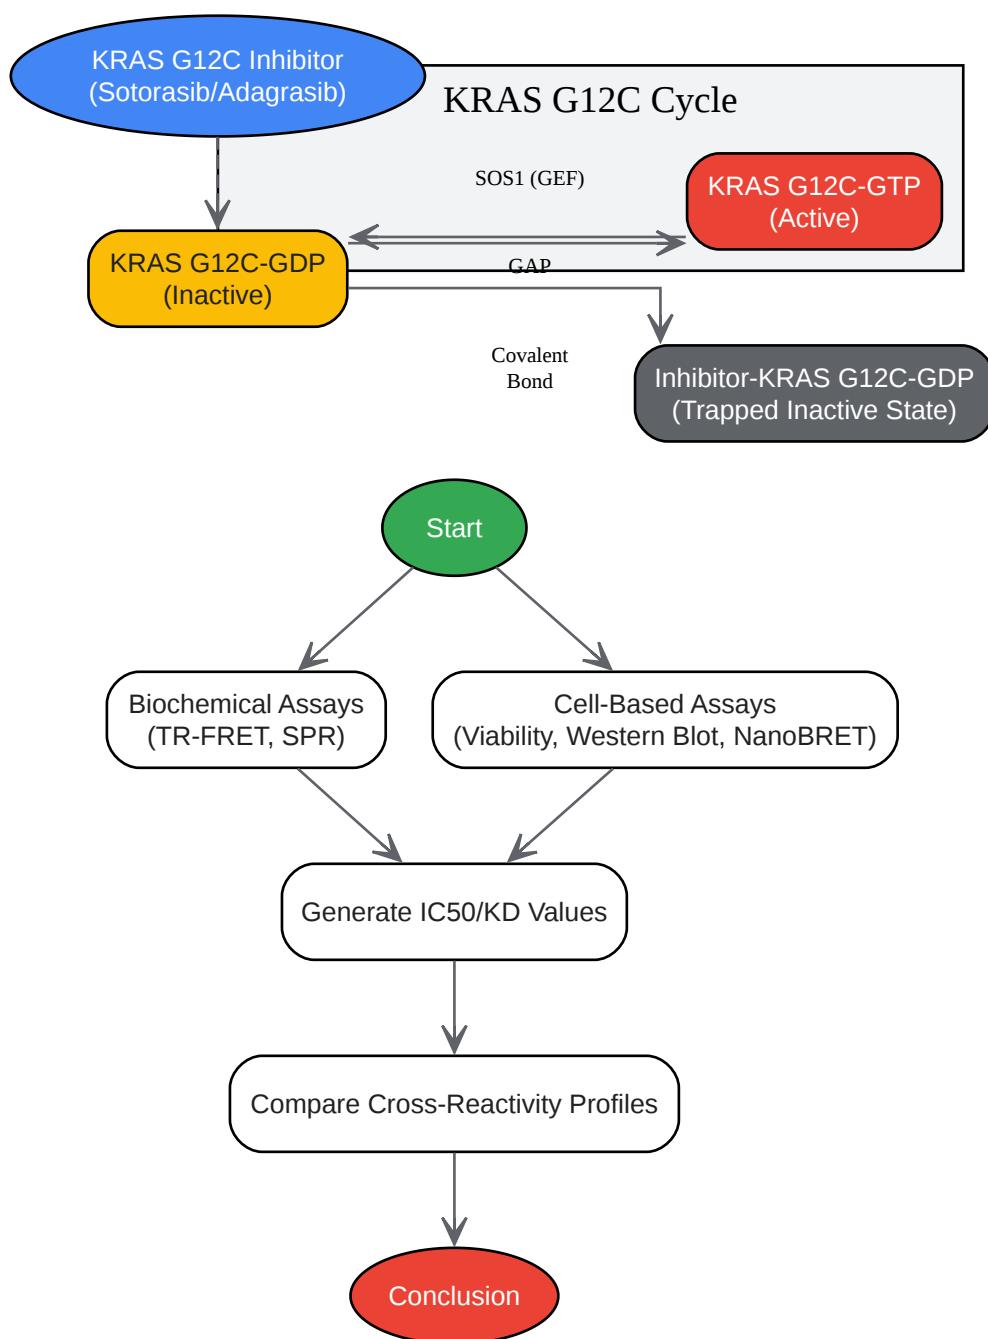 KRAS G12C Inhibitor
(Sotorasib/Adagrasib)
KRAS G12C Cycle
SOS1 (GEF)
KRAS G12C-GTP
(Active)
KRAS G12C-GDP
(Inactive)
GAP
Covalent
Bond
Inhibitor-KRAS G12C-GDP
(Trapped Inactive State)
Start
Biochemical Assays
(TR-FRET, SPR)
Cell-Based Assays
(Viability, Western Blot, NanoBRET)
Generate IC50/KD Values
Compare Cross-Reactivity Profiles
Conclusion